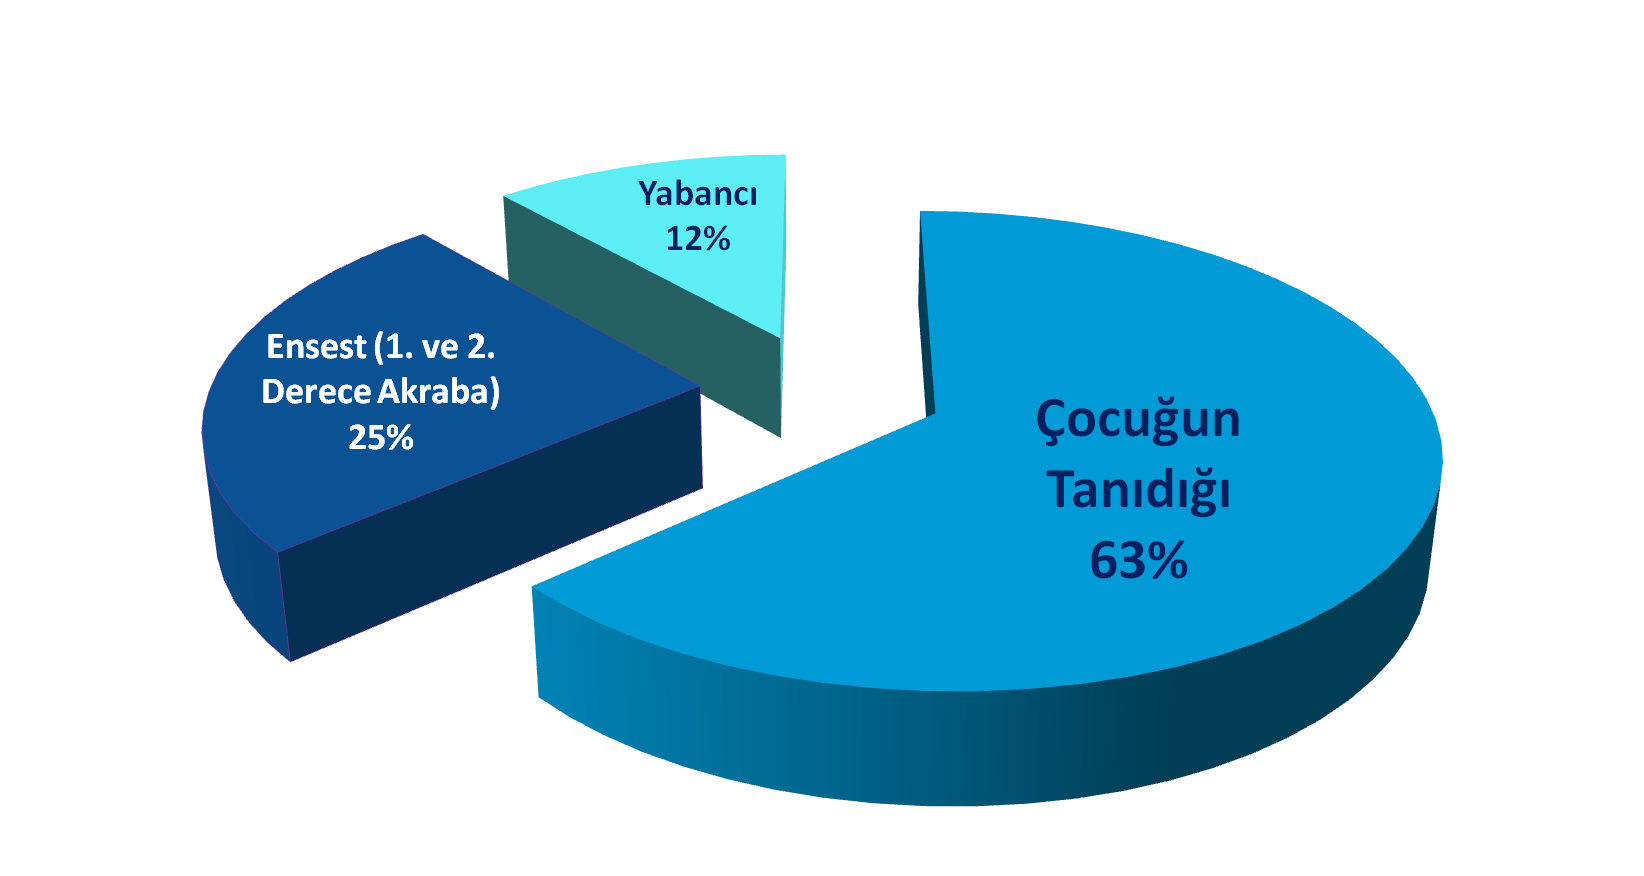 Yabancı
12%
Ensest (1. ve 2.
Derece Akraba)
25%
Çocuğun
Tanıdığı
63%